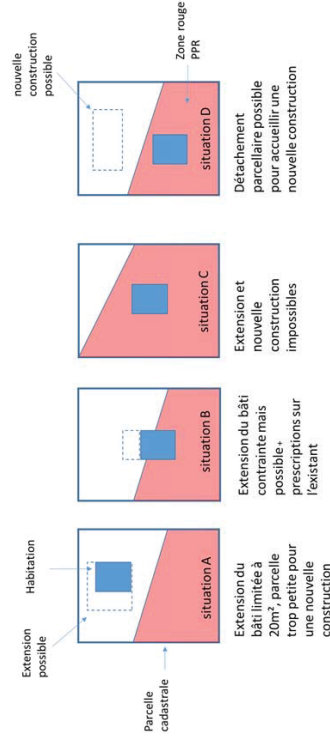 Extension
possible
Habitation
nouvelle
construction
possible
Parcelle
cadastrale
Zone rouge
PPR
situation A
situation B
situation C
situation D
Extension du
bâti limitée à
20m², parcelle
trop petite pour
une nouvelle
construction
Extension du bâti
contrainte mais
possible +
prescriptions sur
l'existant
Extension et
nouvelle
construction
impossibles
Détachement
parcellaire possible
pour accueillir une
nouvelle construction